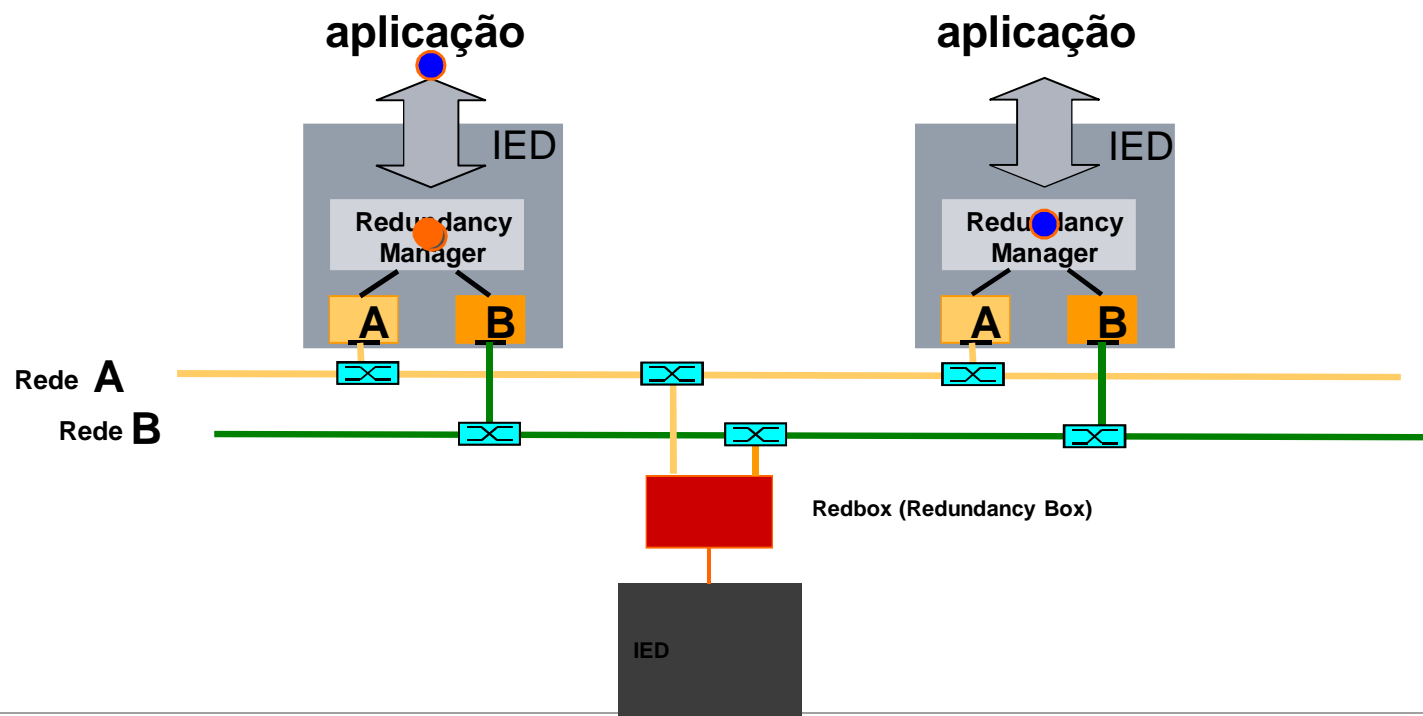 aplicação
aplicação
IED
IED
Redundancy
Manager
Redundancy
Manager
A
B
A
B
Rede A
Rede B
Redbox (Redundancy Box)
IED